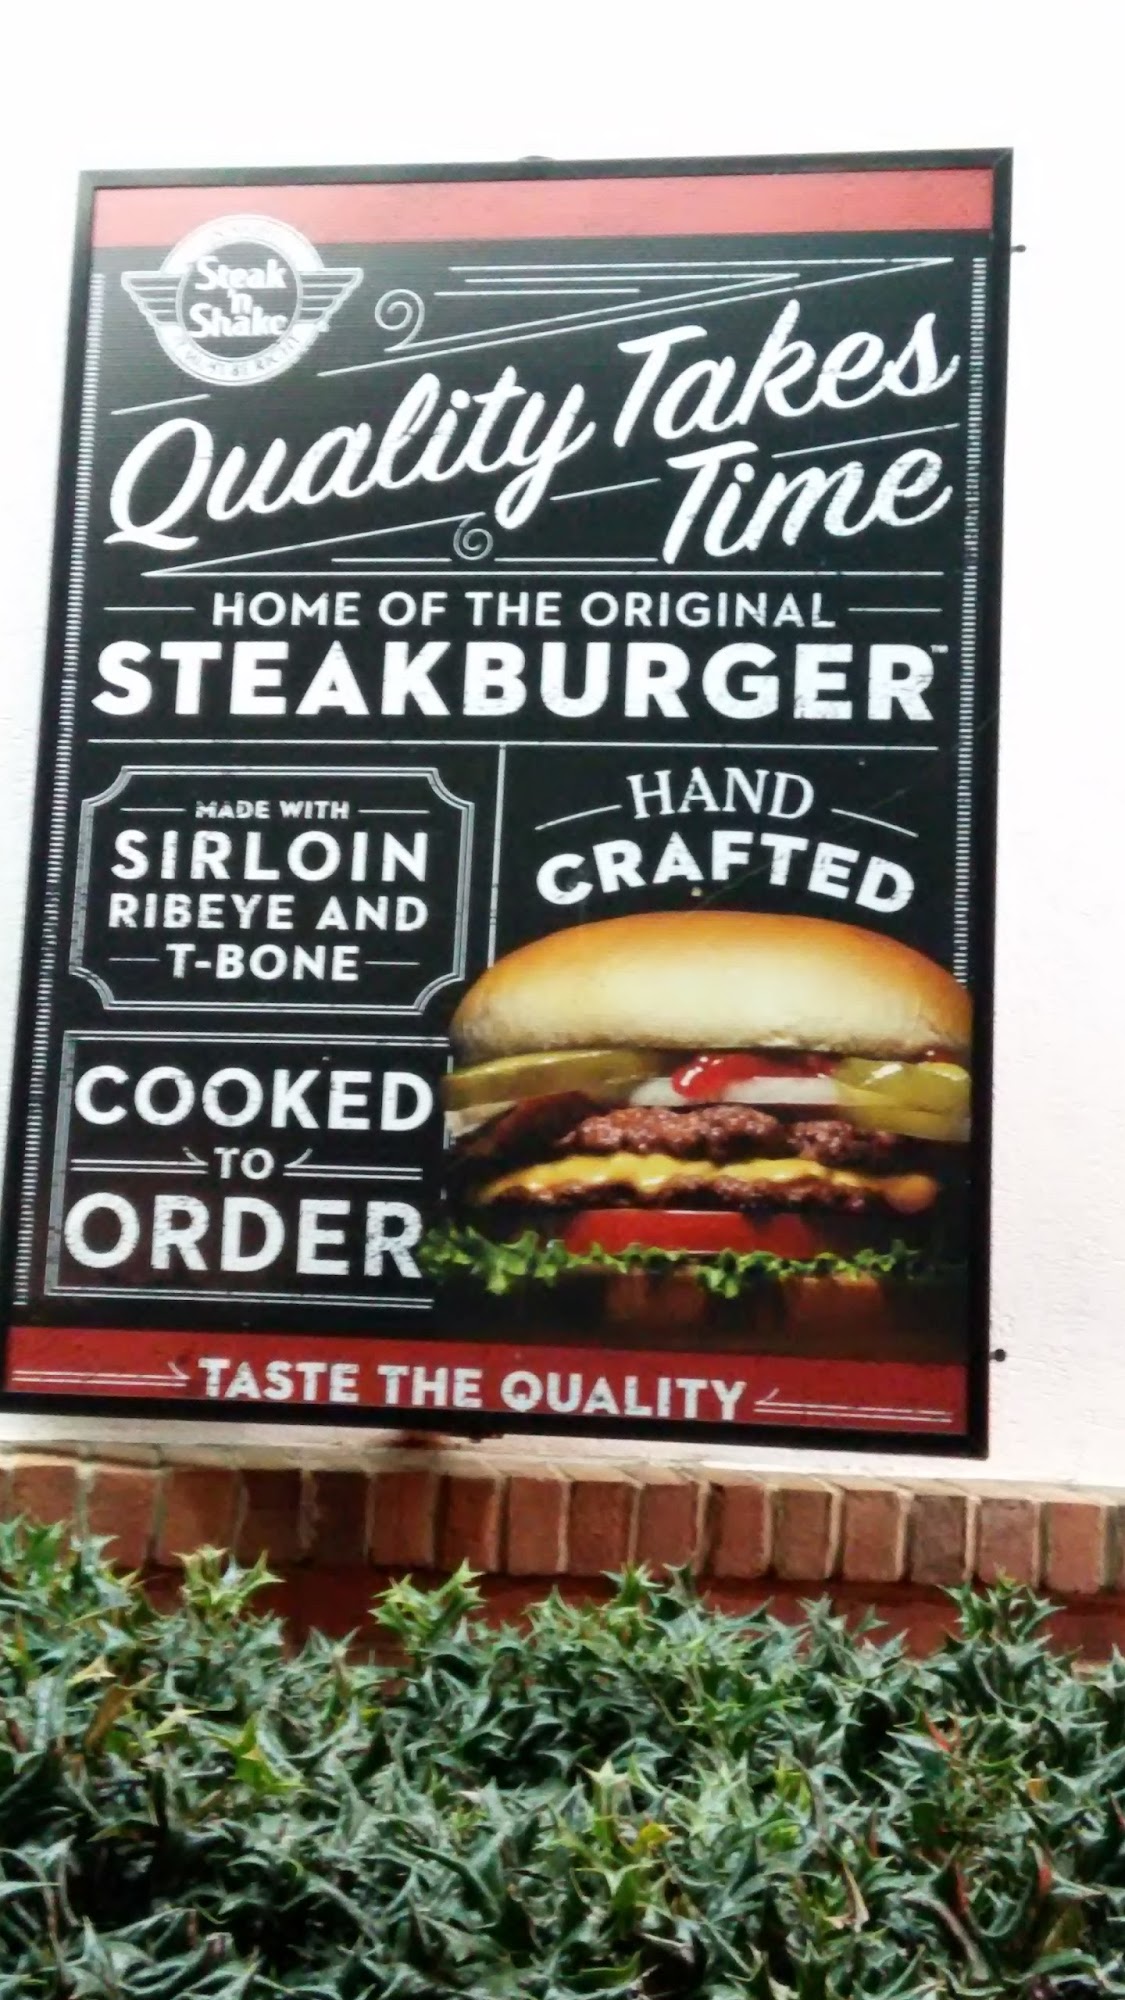 Steak
'n
Shake
Quality Takes
Time
HOME OF THE ORIGINAL
STEAKBURGER™
MADE WITH
SIRLOIN
RIBEYE AND
T-BONE
HAND
CRAFTED
COOKED
TO
ORDER
TASTE THE QUALITY